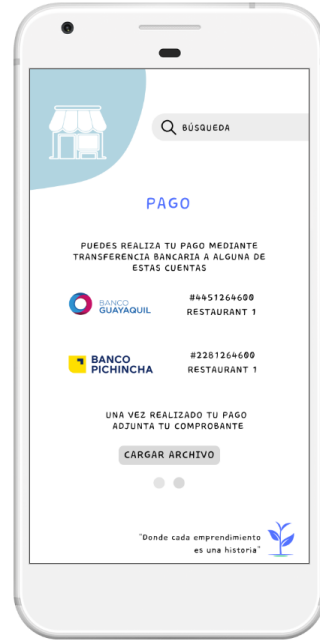 BÚSQUEDA
PAGO
PUEDES REALIZA TU PAGO MEDIANTE
TRANSFERENCIA BANCARIA A ALGUNA DE
ESTAS CUENTAS
BANCO
GUAYAQUIL
#4451264600
RESTAURANT 1
BANCO
PICHINCHA
#2281264600
RESTAURANT 1
UNA VEZ REALIZADO TU PAGO
ADJUNTA TU COMPROBANTE
CARGAR ARCHIVO
"Donde cada emprendimiento
es una historia"